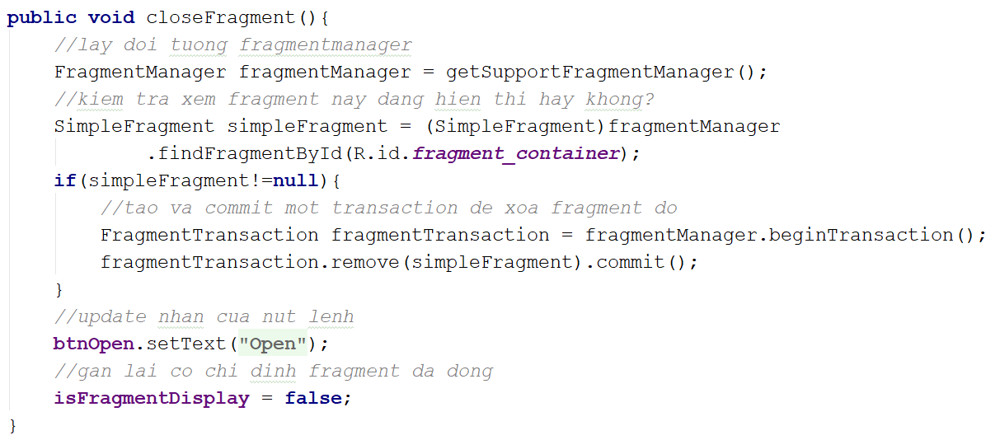 public void closeFragment(){
//lay doi tuong fragmentmanager
FragmentManager fragmentManager = getSupportFragmentManager();
//kiem tra xem fragment nay dang hien thi hay khong?
SimpleFragment simpleFragment = (SimpleFragment)fragmentManager
.findFragmentById(R.id.fragment_container);
if(simpleFragment!=null){
//tao va commit mot transaction de xoa fragment do
FragmentTransaction fragmentTransaction = fragmentManager.beginTransaction();
fragmentTransaction.remove(simpleFragment).commit();
}
//update nhan cua nut lenh
btnOpen.setText("Open");
//gan lai co chi dinh fragment da dong
isFragmentDisplay = false;
}